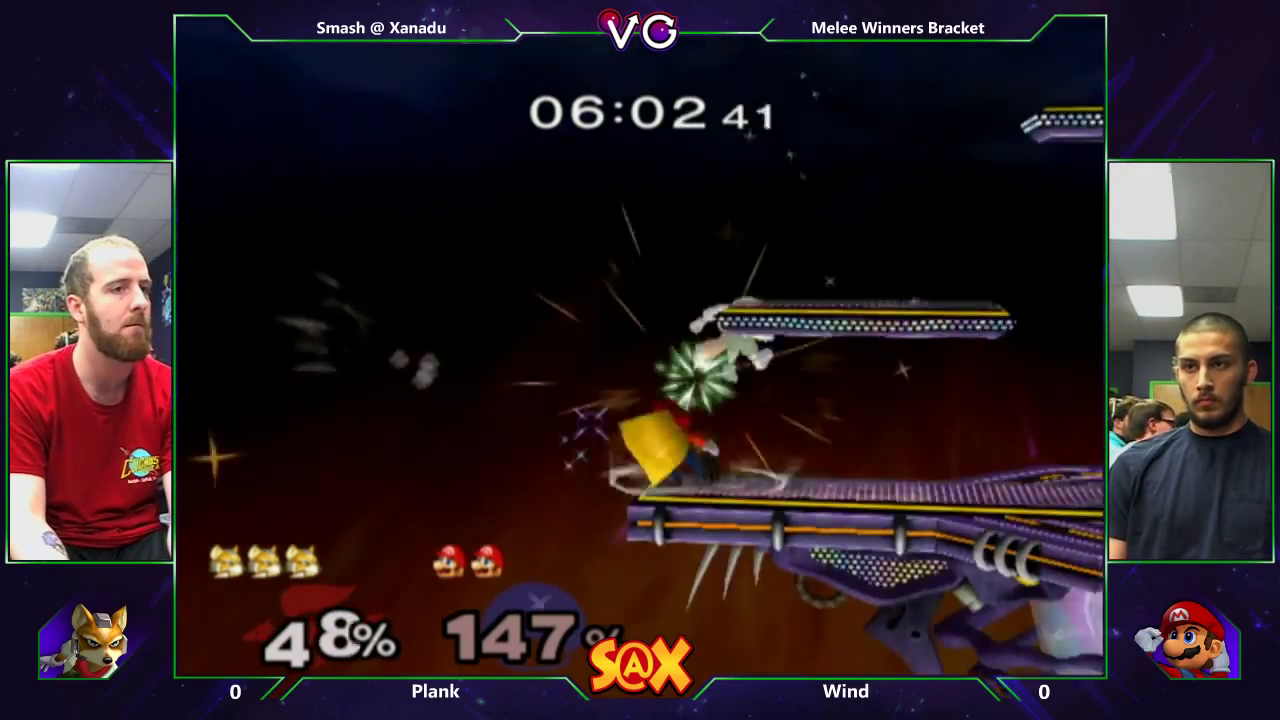 Smash @ Xanadu
VG
Melee Winners Bracket
06:02 41
48%
147%
S@X
0
Plank
Wind
0